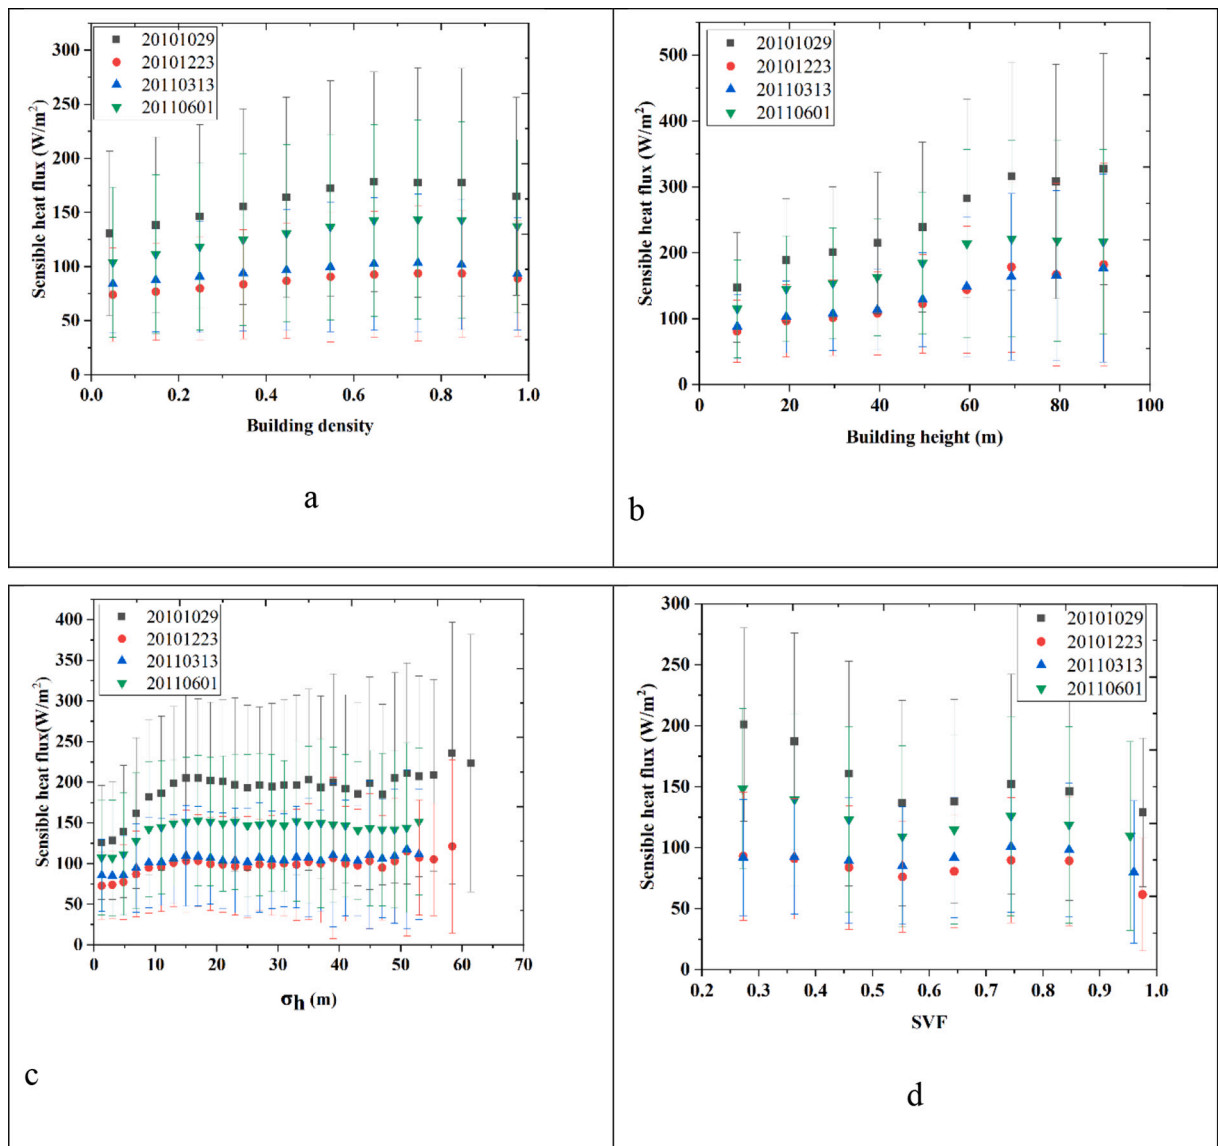 20101029
20101223
20110313
20110601
Sensible heat flux (W/m²)
300
250
200
150
100
50
0
0.0 0.2 0.4 0.6 0.8 1.0
Building density
a
20101029
20101223
20110313
20110601
Sensible heat flux (W/m²)
500
400
300
200
100
0
0 20 40 60 80 100
Building height (m)
b
20101029
20101223
20110313
20110601
Sensible heat flux(W/m²)
400
350
300
250
200
150
100
50
0
0 10 20 30 40 50 60 70
σh (m)
c
20101029
20101223
20110313
20110601
Sensible heat flux (W/m²)
300
250
200
150
100
50
0
0.2 0.3 0.4 0.5 0.6 0.7 0.8 0.9 1.0
SVF
d